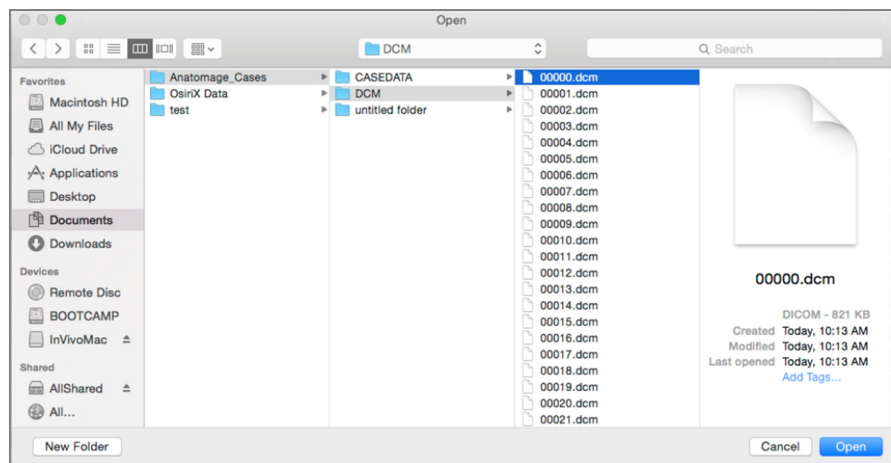 Open
DCM
Search
Favorites
Macintosh HD
All My Files
iCloud Drive
Applications
Desktop
Documents
Downloads
Devices
Remote Disc
BOOTCAMP
InVivoMac
Shared
AllShared
All...
Anatomage_Cases
OsiriX Data
test
CASEDATA
DCM
untitled folder
00000.dcm
00001.dcm
00002.dcm
00003.dcm
00004.dcm
00005.dcm
00006.dcm
00007.dcm
00008.dcm
00009.dcm
00010.dcm
00011.dcm
00012.dcm
00013.dcm
00014.dcm
00015.dcm
00016.dcm
00017.dcm
00018.dcm
00019.dcm
00020.dcm
00021.dcm
00000.dcm
DICOM - 821 KB
Created Today, 10:13 AM
Modified Today, 10:13 AM
Last opened Today, 10:13 AM
Add Tags...
New Folder
Cancel
Open